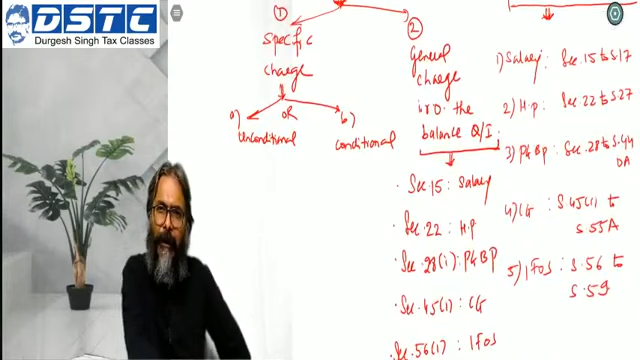 DSTC
Durgesh Singh Tax Classes
①
Specific
Charge
a) OR b)
Unconditional Conditional
②
General
Charge
i.r.o. the
balance Q/I.
• Sec.15 : Salary
• Sec.22 : H.P
• Sec.28(i) : PGBP
• Sec.45(1) : CG
• Sec.56(1) : IFOS
1) Salary : Sec.15 to S.17
2) H.P : Sec.22 to S.27
3) PGBP : Sec.28 to S.44
DA
4) CG : S.45(1) to
S.55A
5) IFOS : S.56 to
S.59